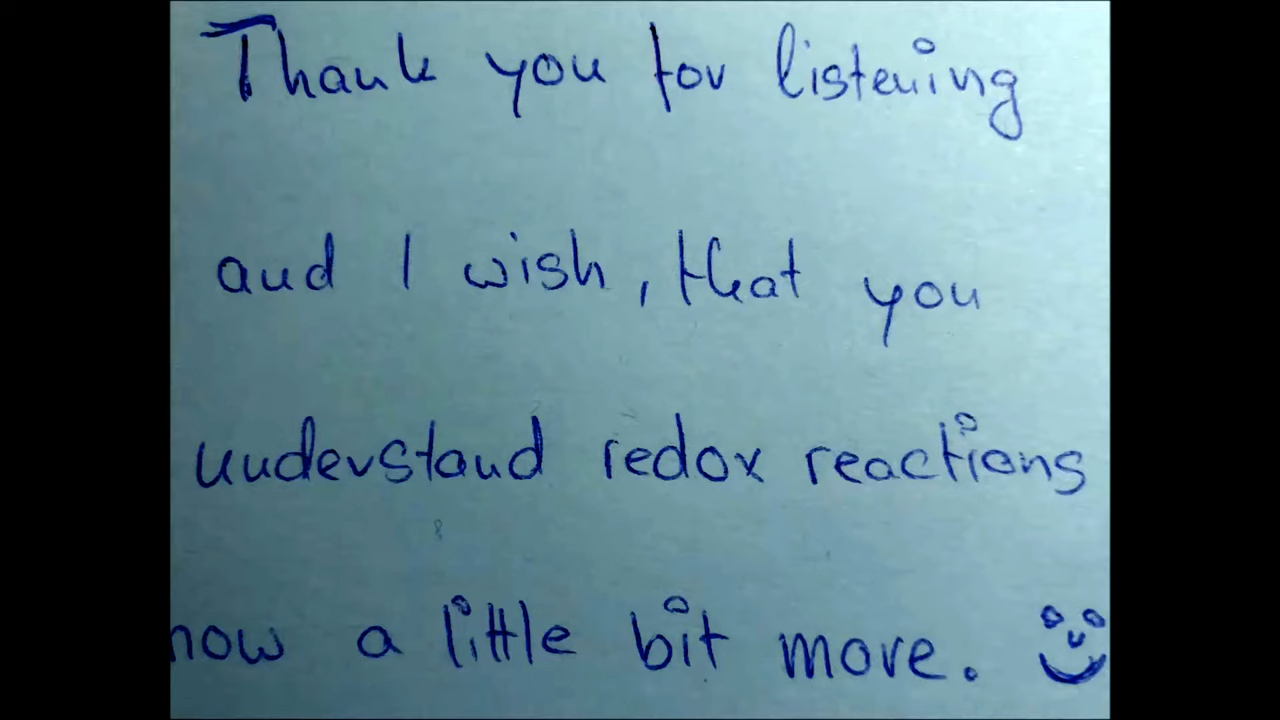 Thank you for listening
and I wish, that you
understand redox reactions
now a little bit more.